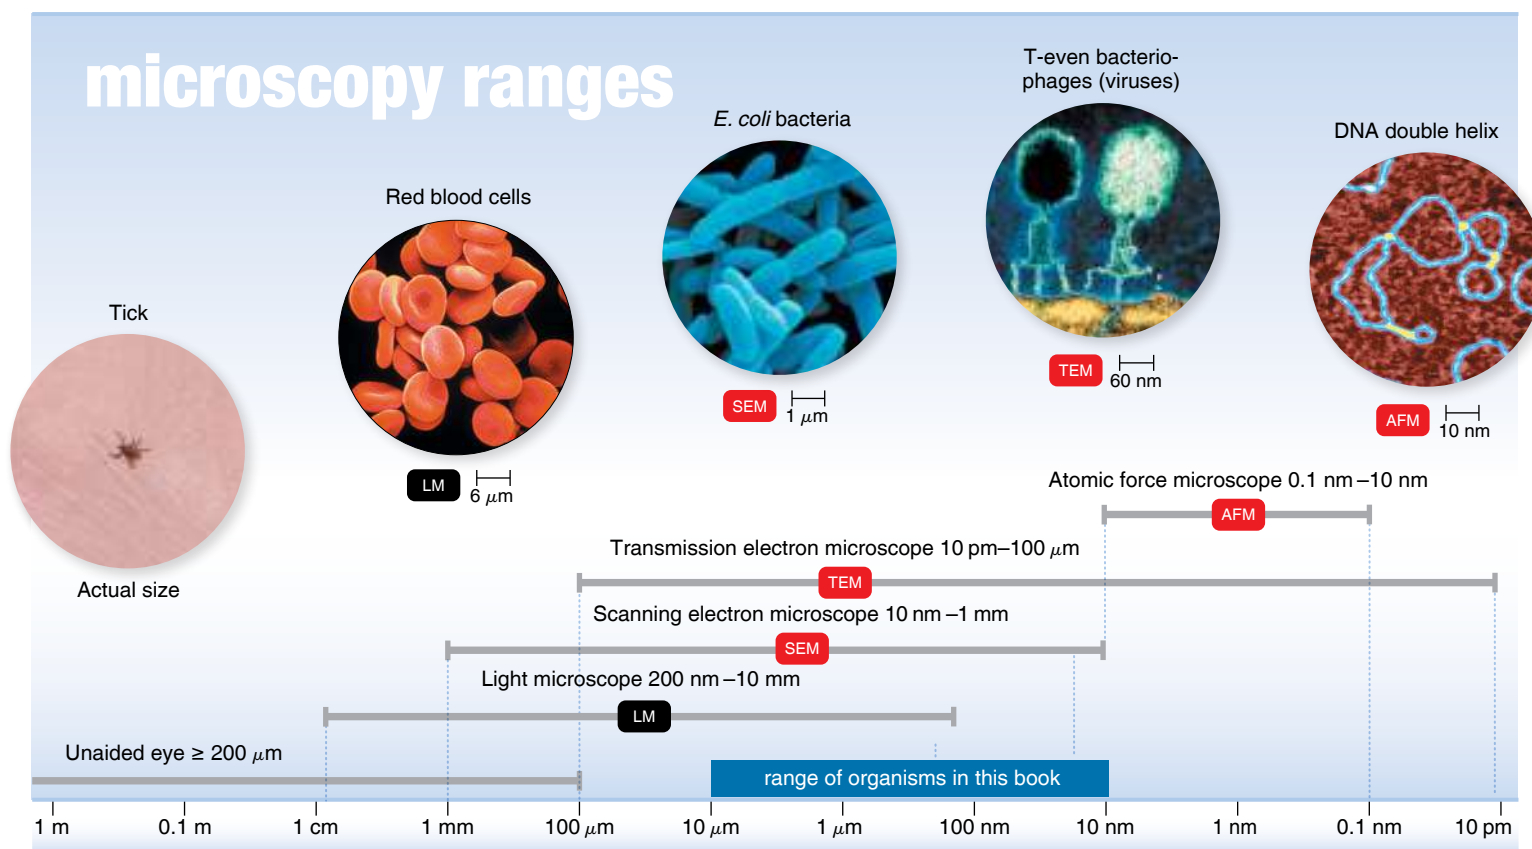 microscopy ranges
T-even bacterio-
phages (viruses)
E. coli bacteria
DNA double helix
Red blood cells
Tick
TEM
60 nm
SEM
1 μm
AFM
10 nm
LM
6 μm
Actual size
Atomic force microscope 0.1 nm–10 nm
AFM
Transmission electron microscope 10 pm–100 μm
TEM
Scanning electron microscope 10 nm–1 mm
SEM
Light microscope 200 nm–10 mm
LM
Unaided eye ≥ 200 μm
range of organisms in this book
1 m 0.1 m 1 cm 1 mm 100 μm 10 μm 1 μm 100 nm 10 nm 1 nm 0.1 nm 10 pm